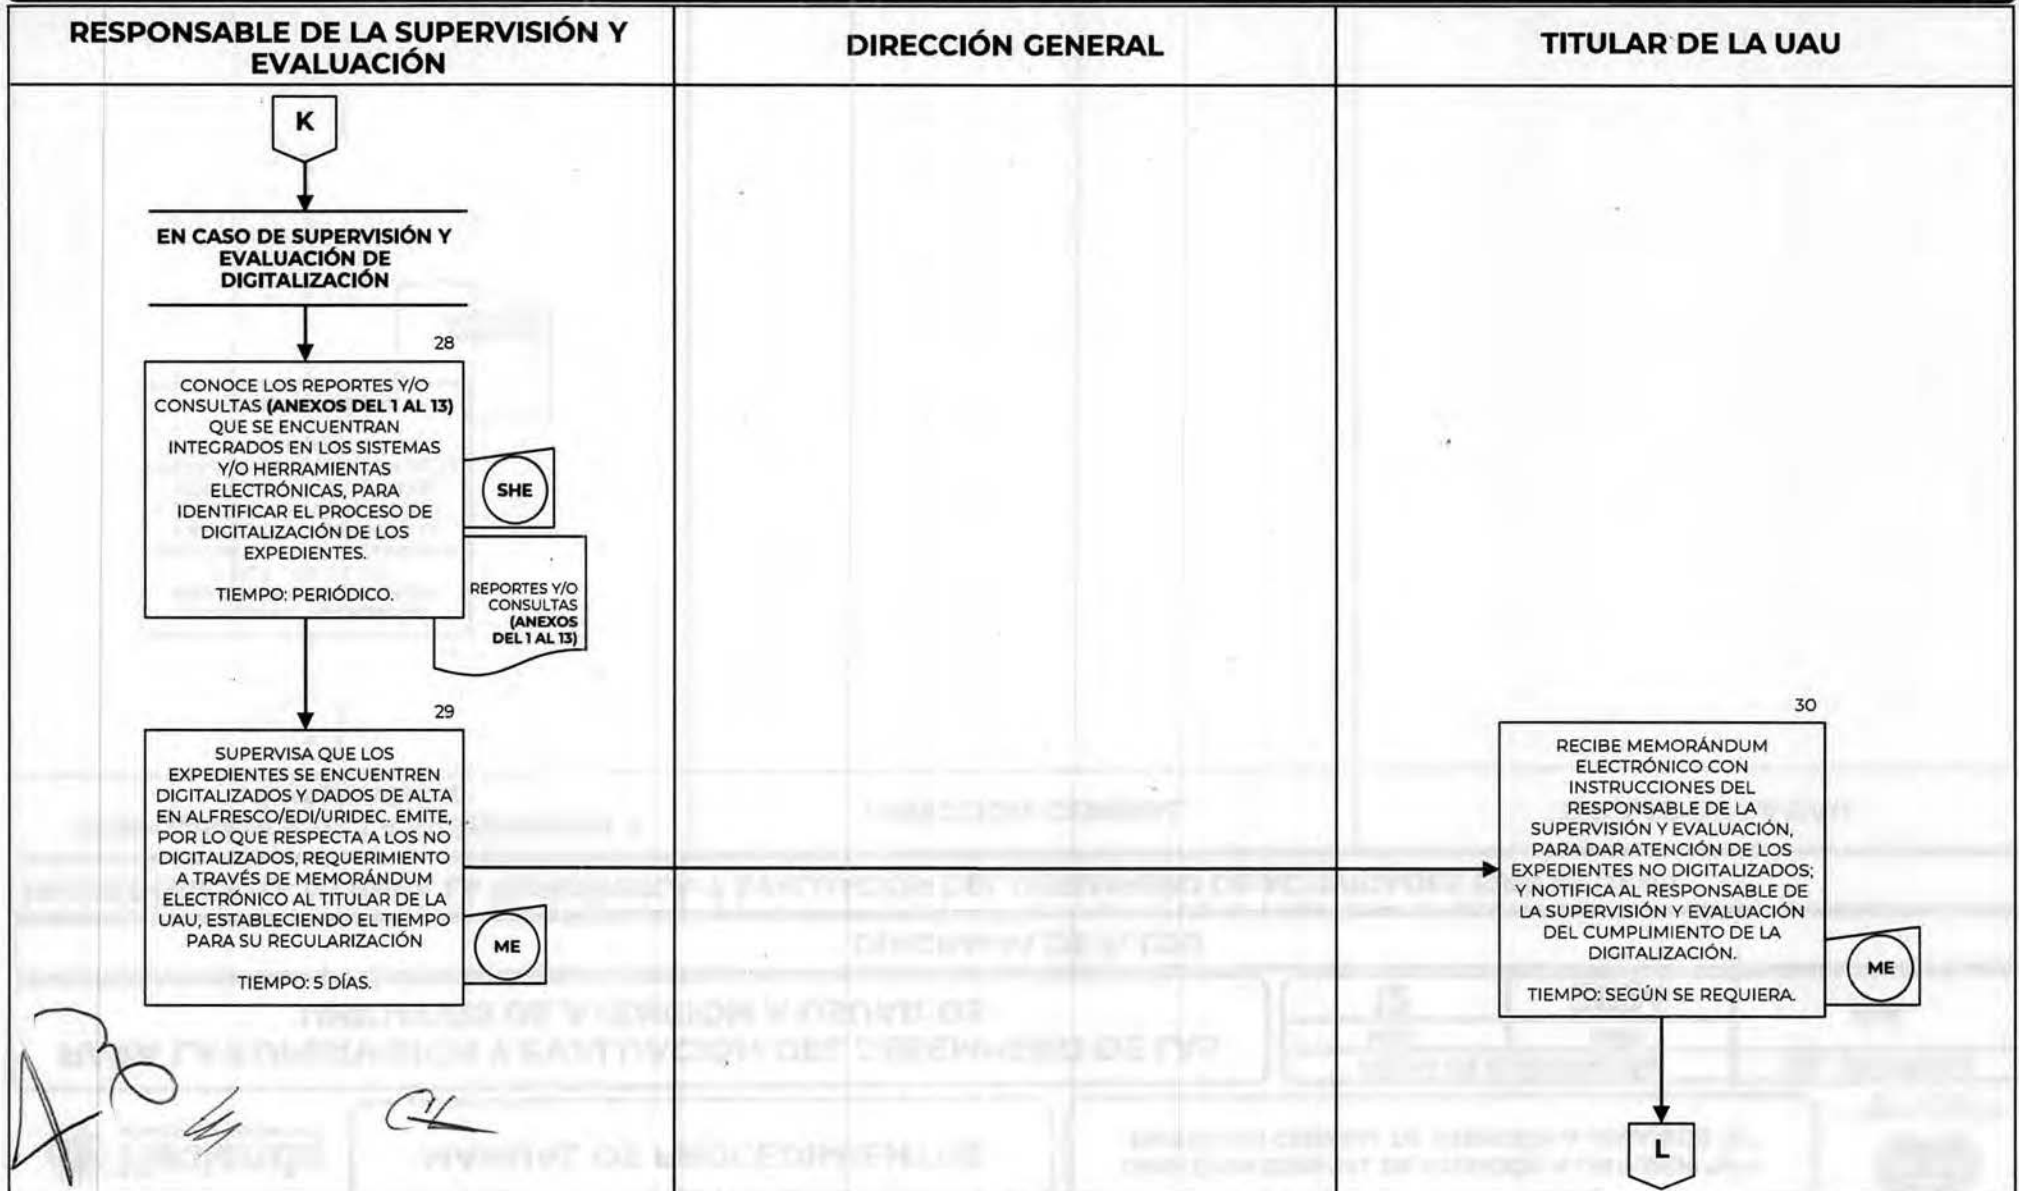 RESPONSABLE DE LA SUPERVISIÓN Y
EVALUACIÓN
DIRECCIÓN GENERAL
TITULAR DE LA UAU
K
EN CASO DE SUPERVISIÓN Y
EVALUACIÓN DE
DIGITALIZACIÓN
28
CONOCE LOS REPORTES Y/O
CONSULTAS (ANEXOS DEL 1 AL 13)
QUE SE ENCUENTRAN
INTEGRADOS EN LOS SISTEMAS
Y/O HERRAMIENTAS
ELECTRÓNICAS, PARA
IDENTIFICAR EL PROCESO DE
DIGITALIZACIÓN DE LOS
EXPEDIENTES.
TIEMPO: PERIÓDICO.
SHE
REPORTES Y/O
CONSULTAS
(ANEXOS
DEL 1 AL 13)
29
SUPERVISA QUE LOS
EXPEDIENTES SE ENCUENTREN
DIGITALIZADOS Y DADOS DE ALTA
EN ALFRESCO/EDI/URIDEC. EMITE,
POR LO QUE RESPECTA A LOS NO
DIGITALIZADOS, REQUERIMIENTO
A TRAVÉS DE MEMORÁNDUM
ELECTRÓNICO AL TITULAR DE LA
UAU, ESTABLECIENDO EL TIEMPO
PARA SU REGULARIZACIÓN
TIEMPO: 5 DÍAS.
ME
30
RECIBE MEMORÁNDUM
ELECTRÓNICO CON
INSTRUCCIONES DEL
RESPONSABLE DE LA
SUPERVISIÓN Y EVALUACIÓN,
PARA DAR ATENCIÓN DE LOS
EXPEDIENTES NO DIGITALIZADOS;
Y NOTIFICA AL RESPONSABLE DE
LA SUPERVISIÓN Y EVALUACIÓN
DEL CUMPLIMIENTO DE LA
DIGITALIZACIÓN.
TIEMPO: SEGÚN SE REQUIERA.
ME
L